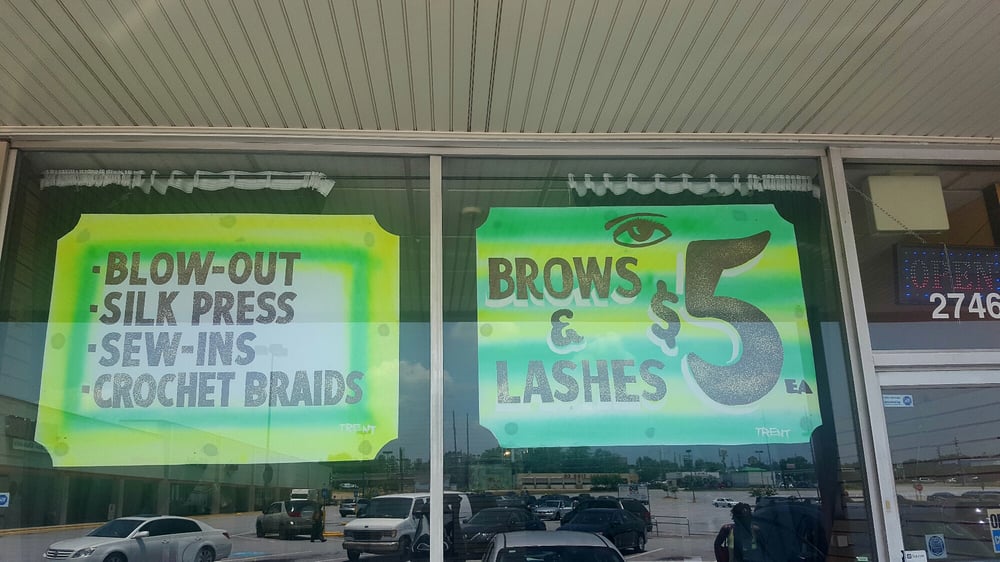 ·BLOW-OUT
·SILK PRESS
·SEW-INS
·CROCHET BRAIDS
TRENT
BROWS
&
LASHES
$5
EA
TRENT
OPEN
2746